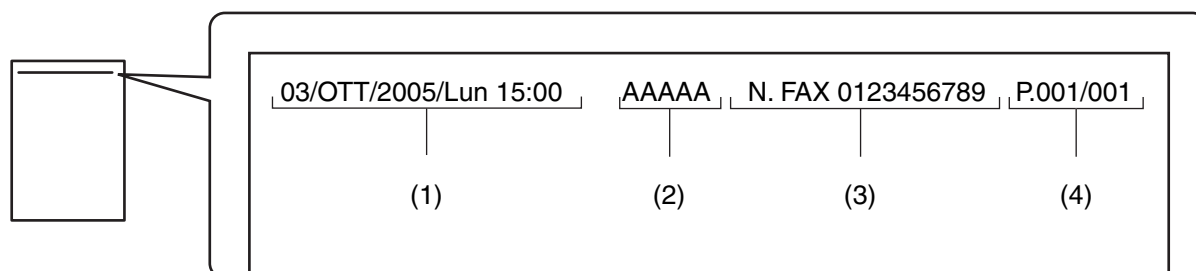 03/OTT/2005/Lun 15:00 AAAAA N. FAX 0123456789 P.001/001
(1) (2) (3) (4)